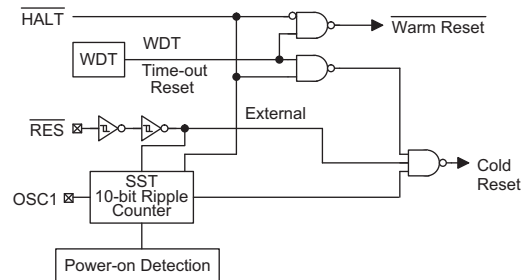 HALT
WDT
WDT
Time-out
Reset
Warm Reset
RES
External
Cold
Reset
OSC1
SST
10-bit Ripple
Counter
Power-on Detection